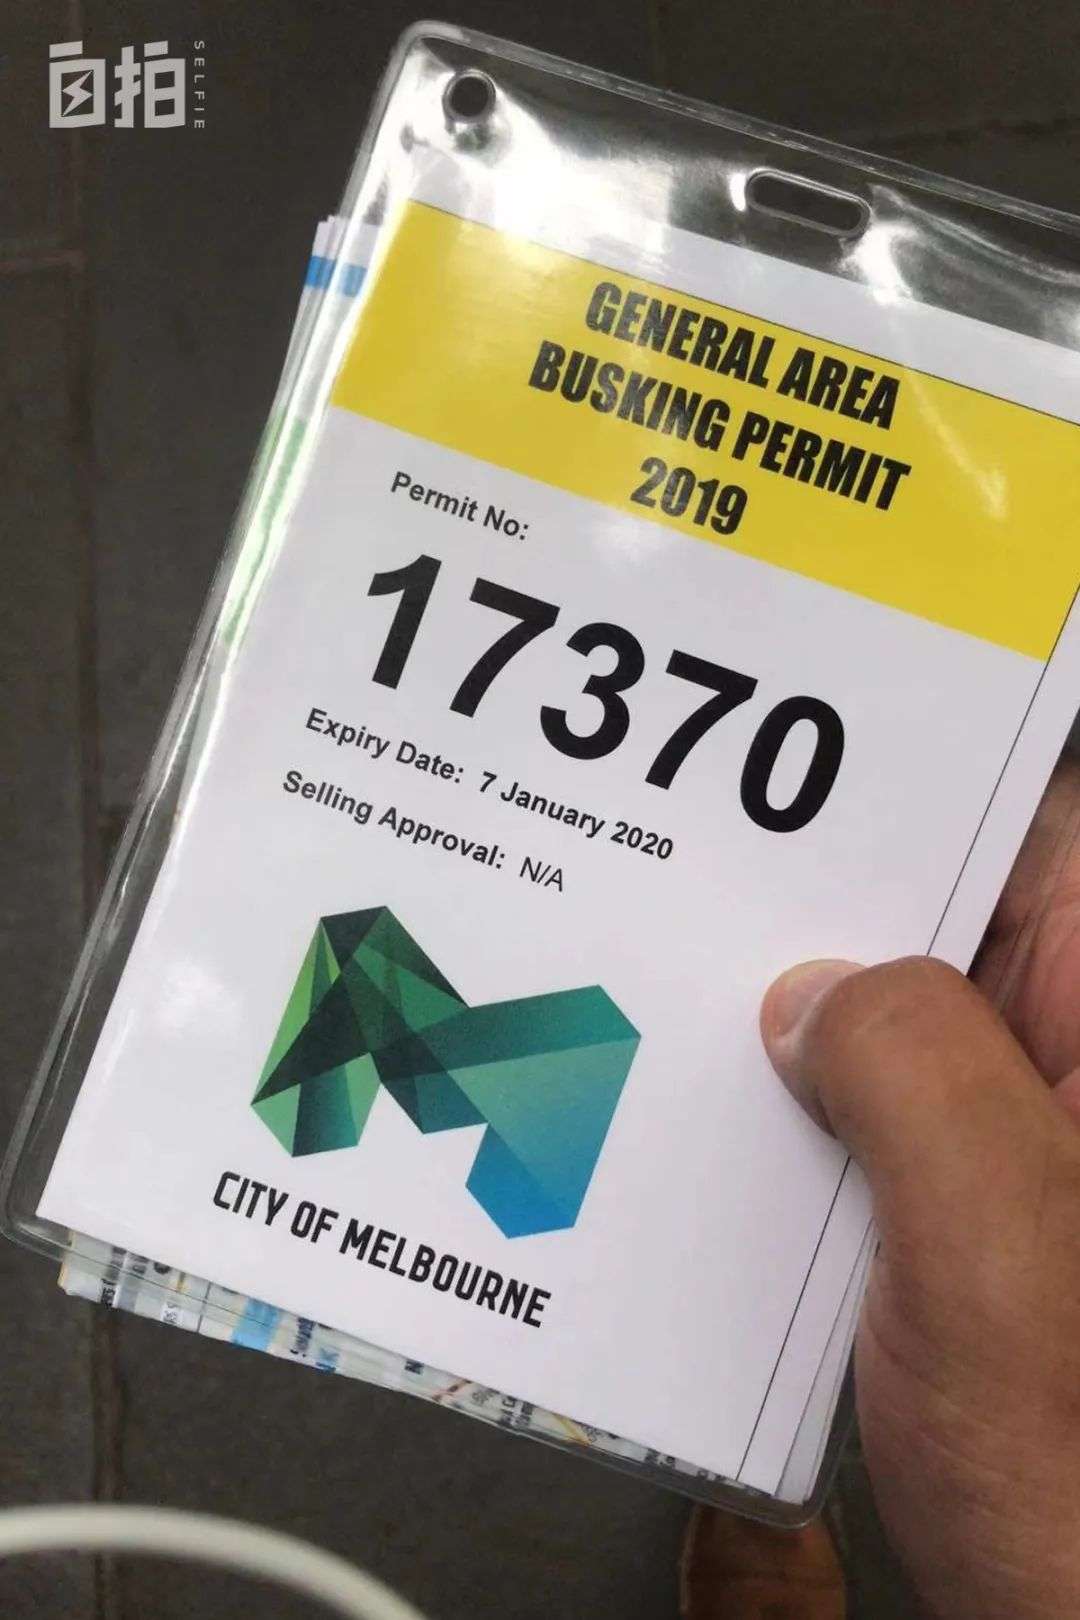 自拍
SELFIE
GENERAL AREA
BUSKING PERMIT
2019
Permit No:
17370
Expiry Date: 7 January 2020
Selling Approval: N/A
CITY OF MELBOURNE